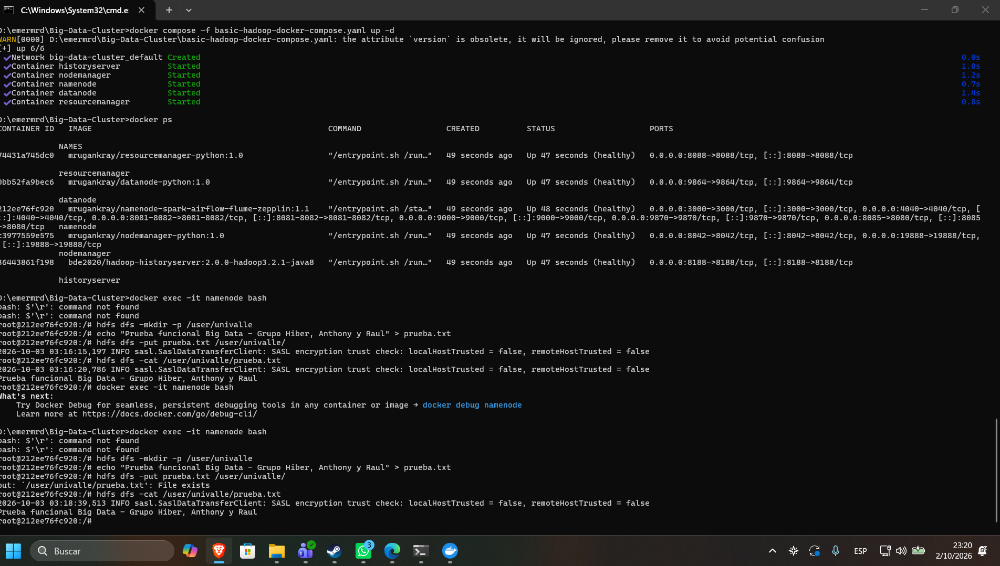 C:\Windows\System32\cmd.e
D:\emermrd\Big-Data-Cluster>docker compose -f basic-hadoop-docker-compose.yaml up -d
WARN[0000] D:\emermrd\Big-Data-Cluster\basic-hadoop-docker-compose.yaml: the attribute `version` is obsolete, it will be ignored, please remove it to avoid potential confusion
[+] up 6/6
Network big-data-cluster_default Created 0.0s
Container historyserver Started 1.0s
Container nodemanager Started 1.2s
Container namenode Started 0.7s
Container datanode Started 1.4s
Container resourcemanager Started 0.8s
D:\emermrd\Big-Data-Cluster>docker ps
CONTAINER ID IMAGE COMMAND CREATED STATUS PORTS
NAMES
74431a745dc0 mrugankray/resourcemanager-python:1.0 "/entrypoint.sh /run…" 49 seconds ago Up 47 seconds (healthy) 0.0.0.0:8088->8088/tcp, [::]:8088->8088/tcp
resourcemanager
0bb52fa9bec6 mrugankray/datanode-python:1.0 "/entrypoint.sh /run…" 49 seconds ago Up 47 seconds (healthy) 0.0.0.0:9864->9864/tcp, [::]:9864->9864/tcp
datanode
212ee76fc920 mrugankray/namenode-spark-airflow-flume-zepplin:1.1 "/entrypoint.sh /sta…" 49 seconds ago Up 48 seconds (healthy) 0.0.0.0:3000->3000/tcp, [::]:3000->3000/tcp, 0.0.0.0:4040->4040/tcp, [
::]:4040->4040/tcp, 0.0.0.0:8081-8082->8081-8082/tcp, [::]:8081-8082->8081-8082/tcp, 0.0.0.0:9000->9000/tcp, [::]:9000->9000/tcp, 0.0.0.0:9870->9870/tcp, [::]:9870->9870/tcp, 0.0.0.0:8085->8080/tcp, [::]:8085
->8080/tcp namenode
c3977559e575 mrugankray/nodemanager-python:1.0 "/entrypoint.sh /run…" 49 seconds ago Up 47 seconds (healthy) 0.0.0.0:8042->8042/tcp, [::]:8042->8042/tcp, 0.0.0.0:19888->19888/tcp,
[::]:19888->19888/tcp
nodemanager
36443861f198 bde2020/hadoop-historyserver:2.0.0-hadoop3.2.1-java8 "/entrypoint.sh /run…" 49 seconds ago Up 47 seconds (healthy) 0.0.0.0:8188->8188/tcp, [::]:8188->8188/tcp
historyserver
D:\emermrd\Big-Data-Cluster>docker exec -it namenode bash
bash: $'\r': command not found
bash: $'\r': command not found
root@212ee76fc920:/# hdfs dfs -mkdir -p /user/univalle
root@212ee76fc920:/# echo "Prueba funcional Big Data - Grupo Hiber, Anthony y Raul" > prueba.txt
root@212ee76fc920:/# hdfs dfs -put prueba.txt /user/univalle/
2026-10-03 03:16:15,197 INFO sasl.SaslDataTransferClient: SASL encryption trust check: localHostTrusted = false, remoteHostTrusted = false
root@212ee76fc920:/# hdfs dfs -cat /user/univalle/prueba.txt
2026-10-03 03:16:20,786 INFO sasl.SaslDataTransferClient: SASL encryption trust check: localHostTrusted = false, remoteHostTrusted = false
Prueba funcional Big Data - Grupo Hiber, Anthony y Raul
root@212ee76fc920:/# docker exec -it namenode bash
What's next:
Try Docker Debug for seamless, persistent debugging tools in any container or image → docker debug namenode
Learn more at https://docs.docker.com/go/debug-cli/
D:\emermrd\Big-Data-Cluster>docker exec -it namenode bash
bash: $'\r': command not found
bash: $'\r': command not found
root@212ee76fc920:/# hdfs dfs -mkdir -p /user/univalle
root@212ee76fc920:/# echo "Prueba funcional Big Data - Grupo Hiber, Anthony y Raul" > prueba.txt
root@212ee76fc920:/# hdfs dfs -put prueba.txt /user/univalle/
put: `/user/univalle/prueba.txt': File exists
root@212ee76fc920:/# hdfs dfs -cat /user/univalle/prueba.txt
2026-10-03 03:18:39,513 INFO sasl.SaslDataTransferClient: SASL encryption trust check: localHostTrusted = false, remoteHostTrusted = false
Prueba funcional Big Data - Grupo Hiber, Anthony y Raul
root@212ee76fc920:/#
Buscar
3
ESP
23:20
2/10/2026